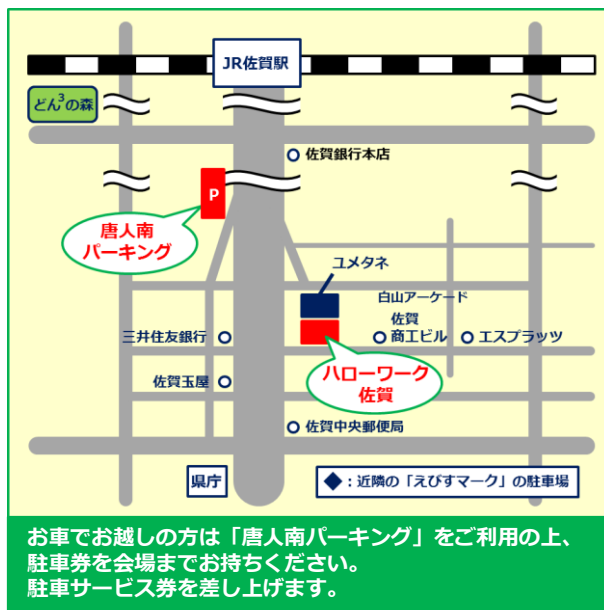 JR佐賀駅
どん³の森
佐賀銀行本店
P
唐人南
パーキング
ユメタネ
白山アーケード
佐賀
商工ビル
エスプラッツ
三井住友銀行
ハローワーク
佐賀
佐賀玉屋
佐賀中央郵便局
県庁
◆：近隣の「えびすマーク」の駐車場
お車でお越しの方は「唐人南パーキング」をご利用の上、
駐車券を会場までお持ちください。
駐車サービス券を差し上げます。